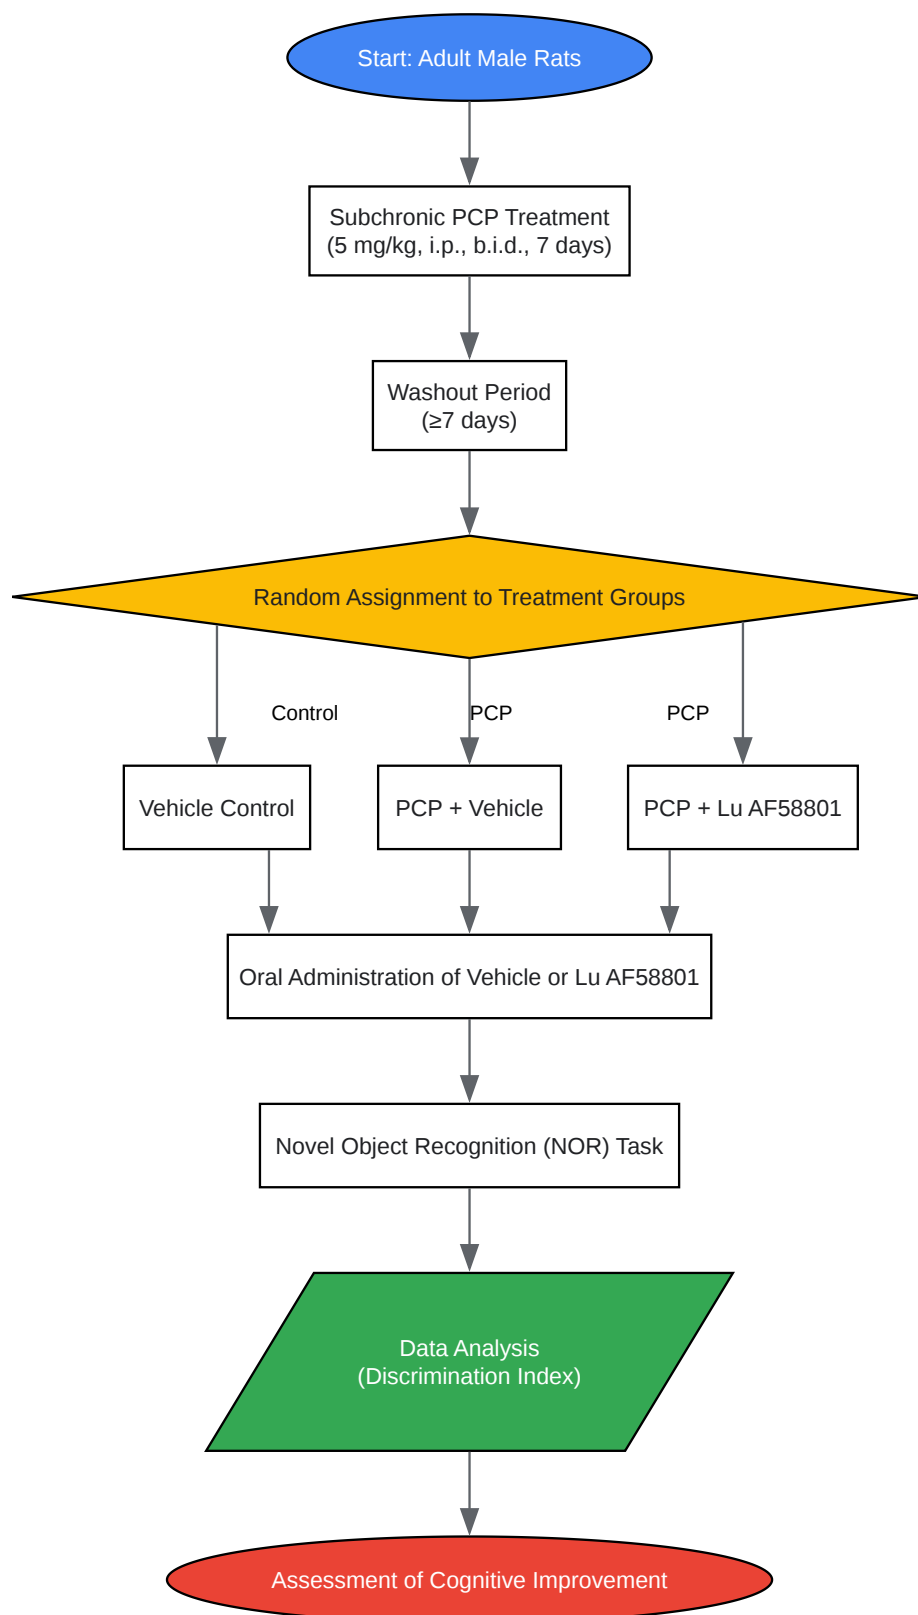 Start: Adult Male Rats
Subchronic PCP Treatment
(5 mg/kg, i.p., b.i.d., 7 days)
Washout Period
(≥7 days)
Random Assignment to Treatment Groups
Control
PCP
PCP
Vehicle Control
PCP + Vehicle
PCP + Lu AF58801
Oral Administration of Vehicle or Lu AF58801
Novel Object Recognition (NOR) Task
Data Analysis
(Discrimination Index)
Assessment of Cognitive Improvement